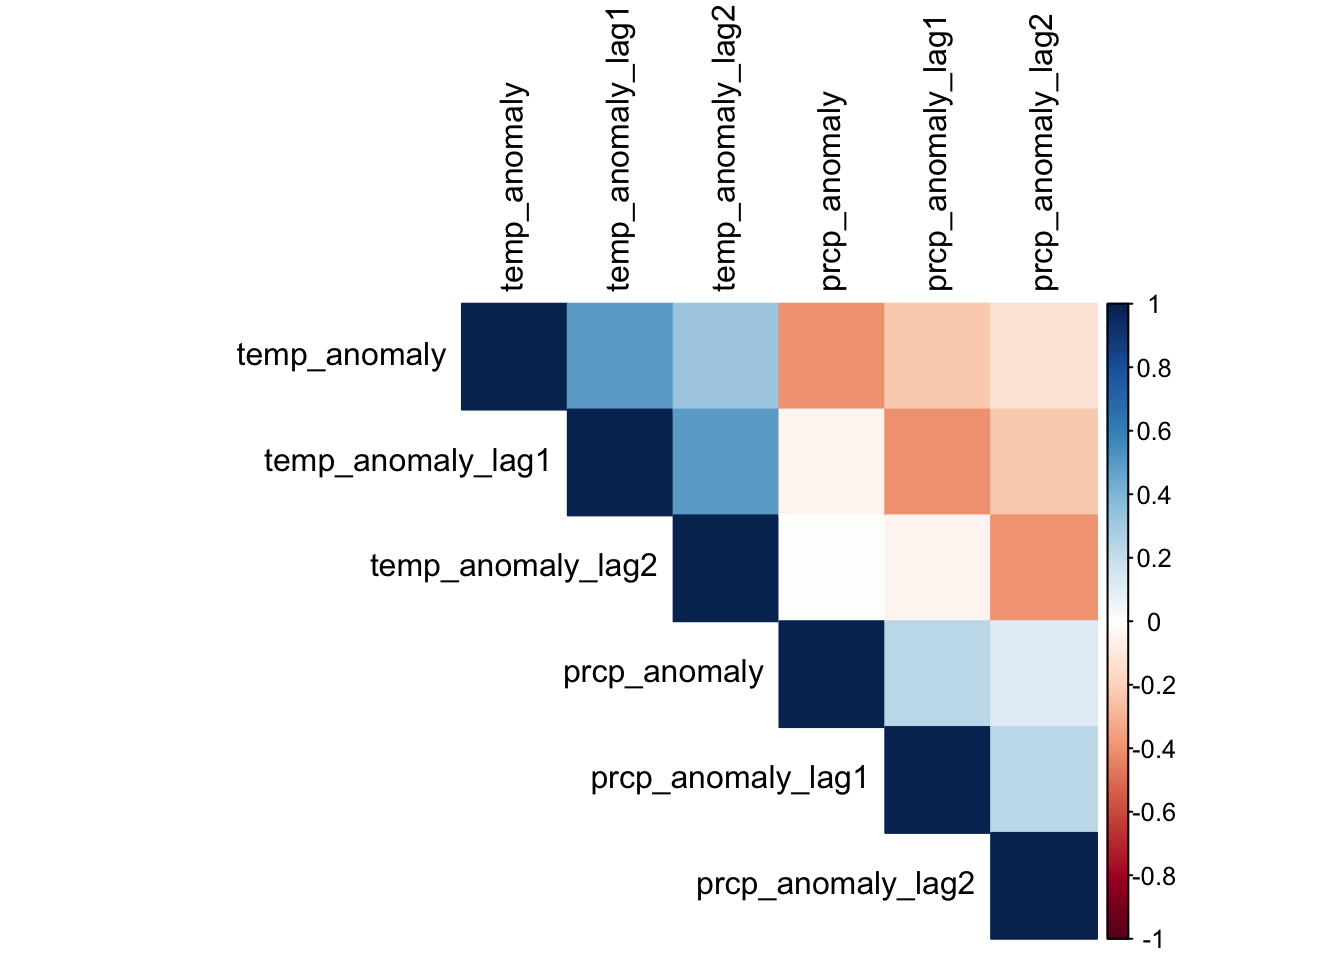 temp_anomaly
temp_anomaly_lag1
temp_anomaly_lag2
prcp_anomaly
prcp_anomaly_lag1
prcp_anomaly_lag2
temp_anomaly
temp_anomaly_lag1
temp_anomaly_lag2
prcp_anomaly
prcp_anomaly_lag1
prcp_anomaly_lag2
1
0.8
0.6
0.4
0.2
0
-0.2
-0.4
-0.6
-0.8
-1